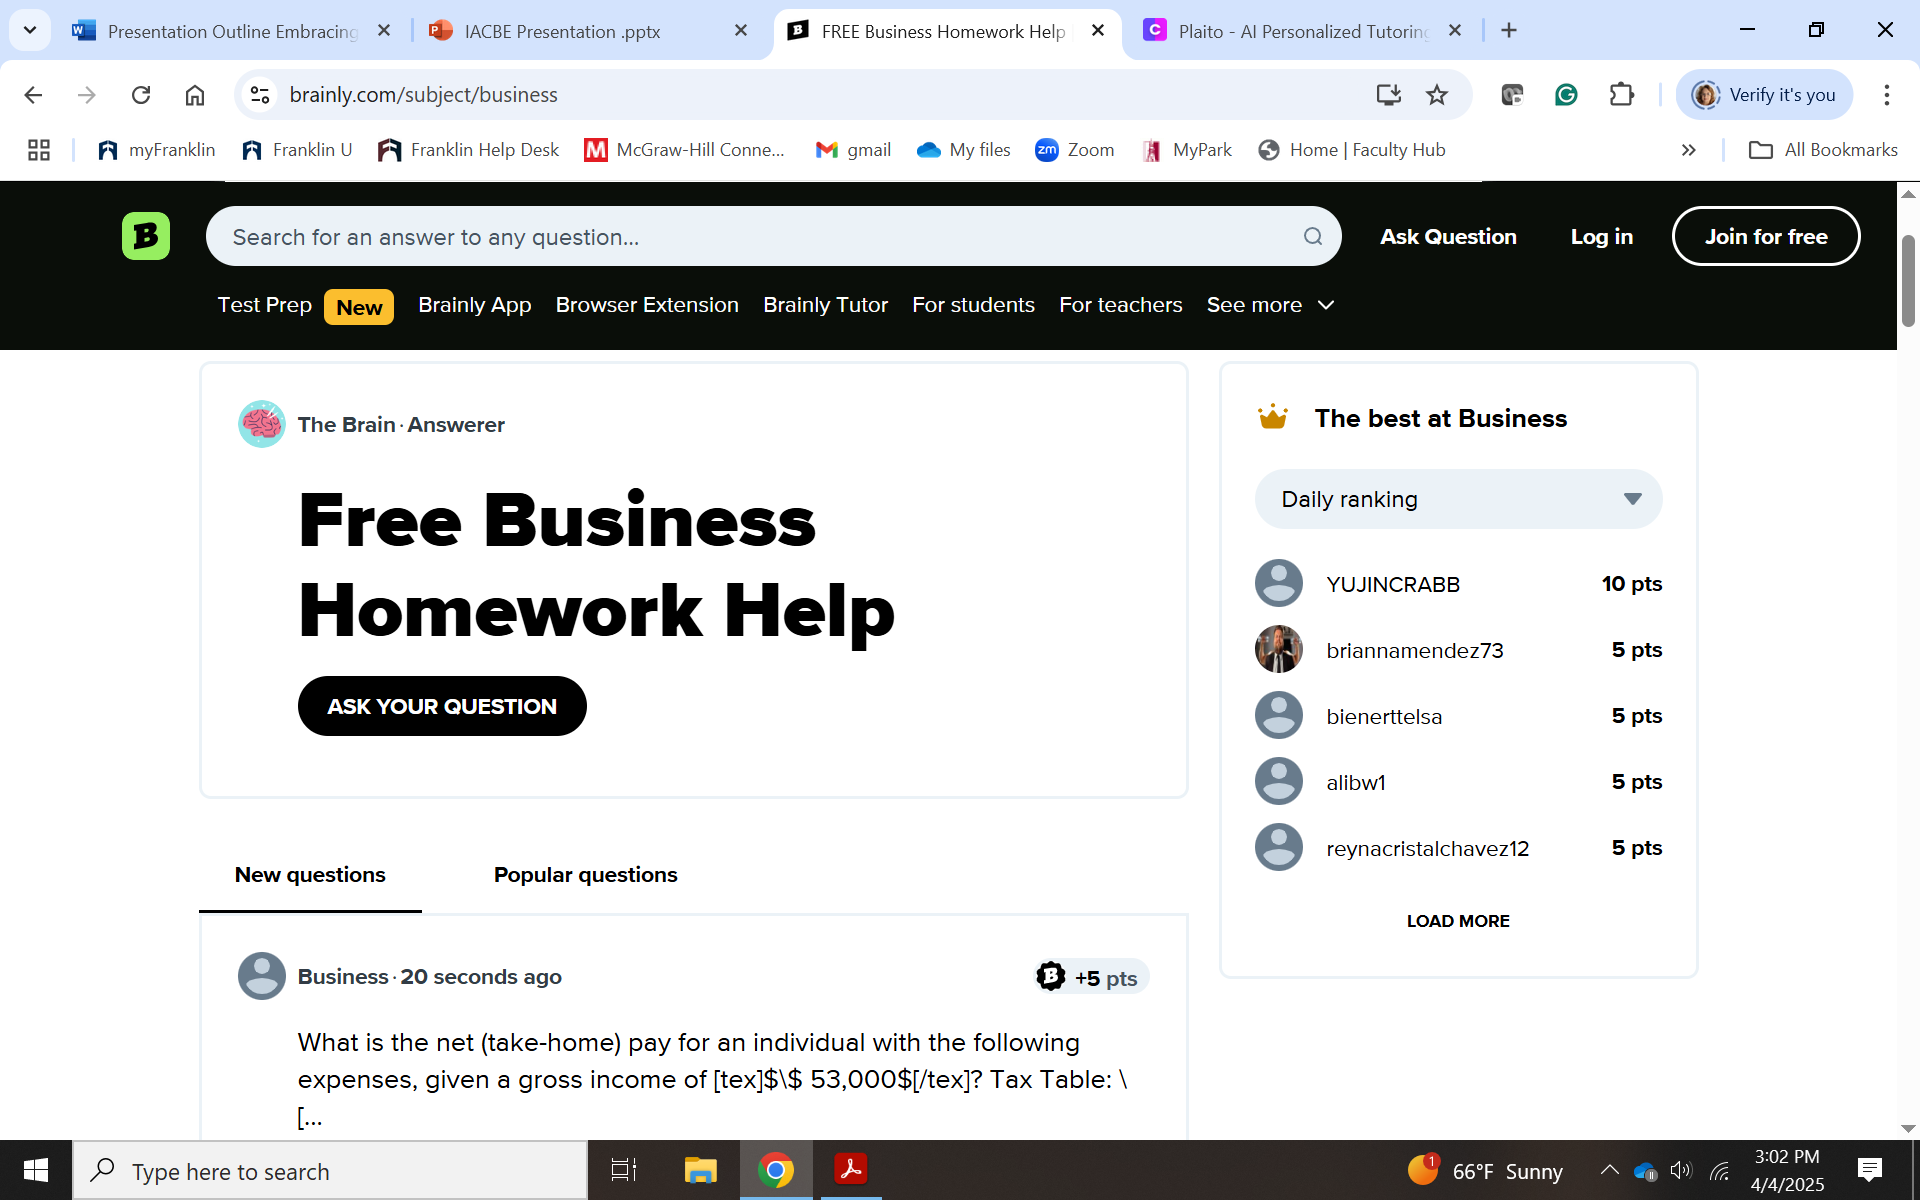 Presentation Outline Embracing
IACBE Presentation .pptx
FREE Business Homework Help
Plaito - AI Personalized Tutoring
brainly.com/subject/business
Verify it's you
myFranklin
Franklin U
Franklin Help Desk
McGraw-Hill Conne...
gmail
My files
Zoom
MyPark
Home | Faculty Hub
All Bookmarks
Search for an answer to any question...
Ask Question
Log in
Join for free
Test Prep
New
Brainly App
Browser Extension
Brainly Tutor
For students
For teachers
See more
The Brain · Answerer
Free Business
Homework Help
ASK YOUR QUESTION
The best at Business
Daily ranking
YUJINCRABB 10 pts
briannamendez73 5 pts
bienerttelsa 5 pts
alibw1 5 pts
reynacristalchavez12 5 pts
LOAD MORE
New questions
Popular questions
Business · 20 seconds ago
+5 pts
What is the net (take-home) pay for an individual with the following
expenses, given a gross income of [tex]$\$ 53,000$[/tex]? Tax Table: \
[...
Type here to search
1
66°F Sunny
3:02 PM
4/4/2025